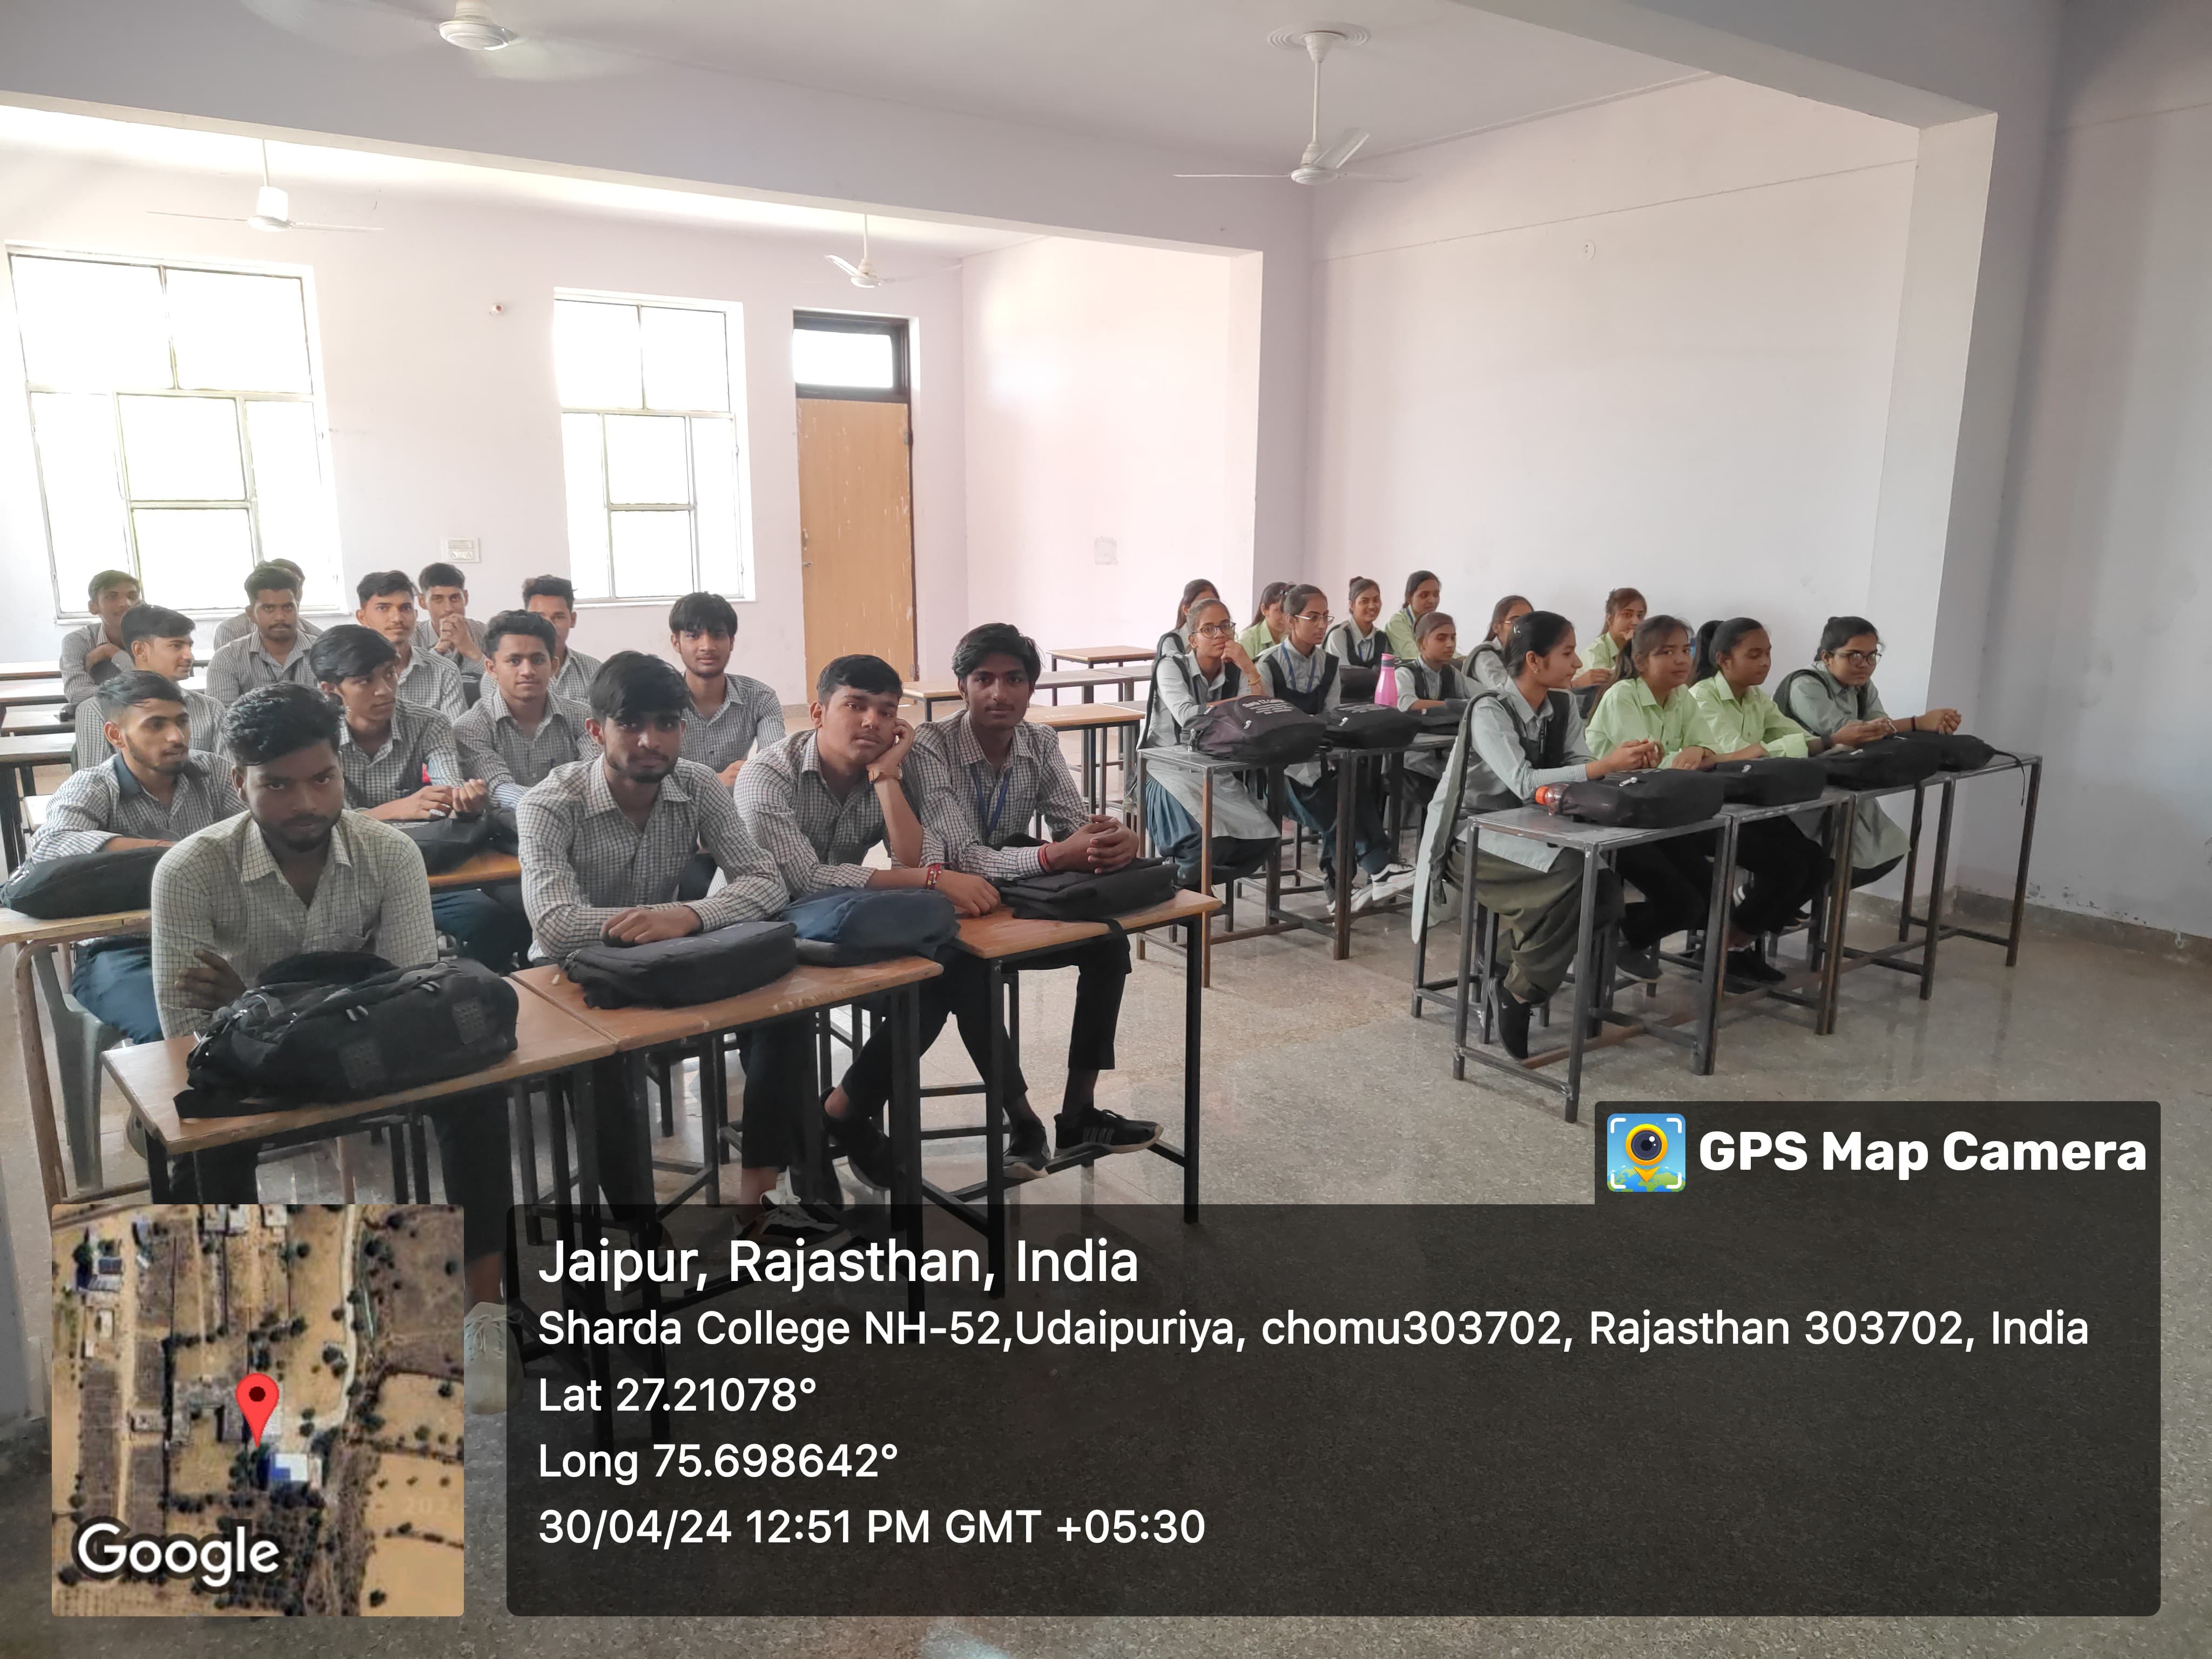 GPS Map Camera
Jaipur, Rajasthan, India
Sharda College NH-52,Udaipuriya, chomu303702, Rajasthan 303702, India
Lat 27.21078°
Long 75.698642°
30/04/24 12:51 PM GMT +05:30
Google